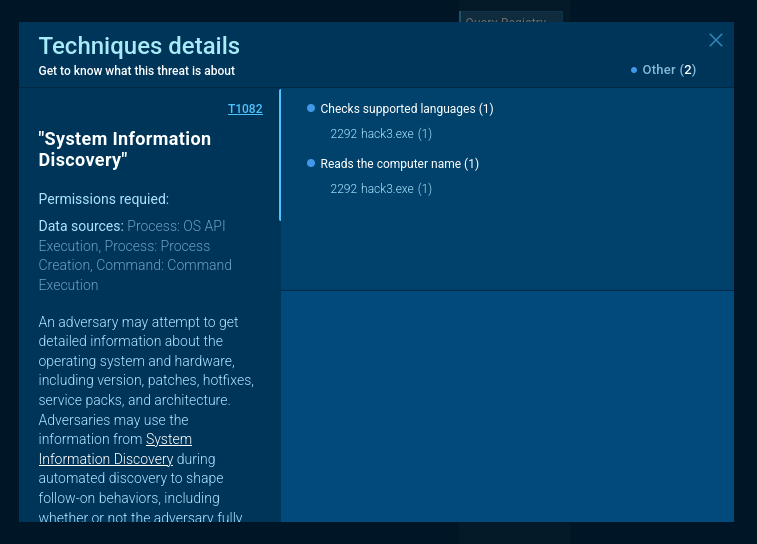 Query Registry
Techniques details
Get to know what this threat is about
Other (2)
T1082
"System Information
Discovery"
Permissions requied:
Data sources: Process: OS API
Execution, Process: Process
Creation, Command: Command
Execution
An adversary may attempt to get
detailed information about the
operating system and hardware,
including version, patches, hotfixes,
service packs, and architecture.
Adversaries may use the
information from System
Information Discovery during
automated discovery to shape
follow-on behaviors, including
whether or not the adversary fully
Checks supported languages (1)
2292 hack3.exe (1)
Reads the computer name (1)
2292 hack3.exe (1)